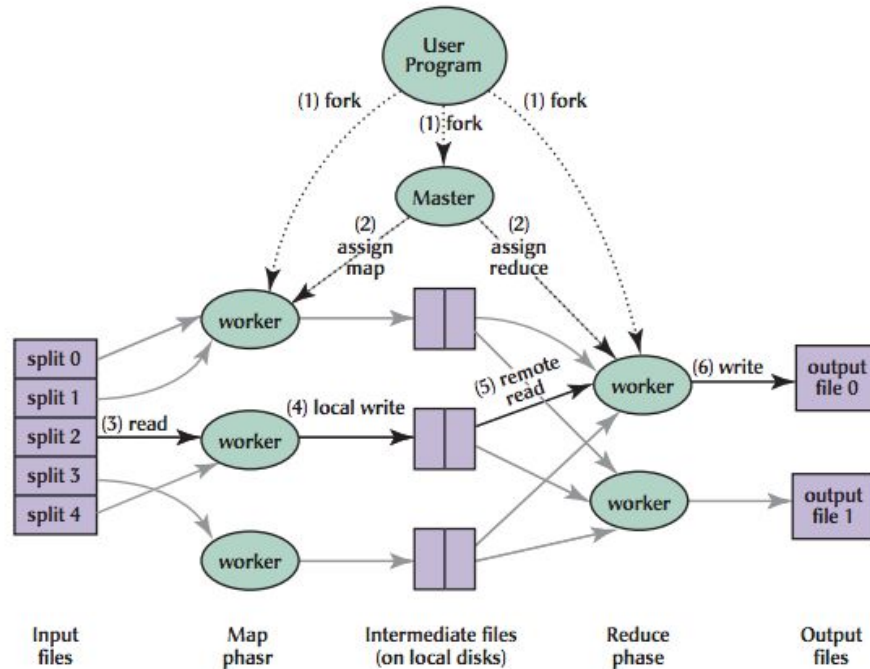 User
Program
(1) fork
(1) fork
(1) fork
Master
(2)
assign
map
(2)
assign
reduce
worker
split 0
split 1
split 2
split 3
split 4
(3) read
worker
(4) local write
(5) remote
read
worker
(6) write
output
file 0
worker
output
file 1
worker
Input
files
Map
phasr
Intermediate files
(on local disks)
Reduce
phase
Output
files